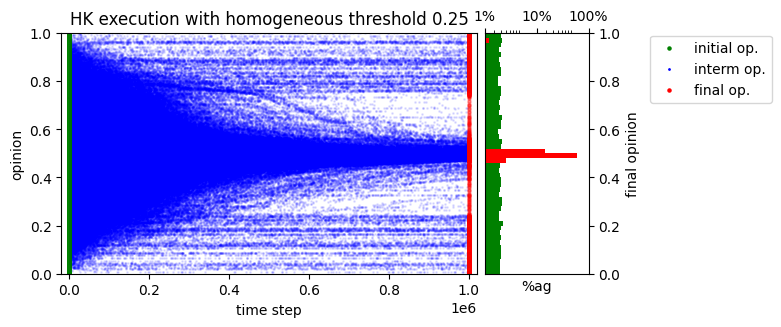 HK execution with homogeneous threshold 0.25
1% 10% 100%
initial op.
interm op.
final op.
1.0
0.8
0.6
0.4
0.2
0.0
opinion
0.0 0.2 0.4 0.6 0.8 1.0
1e6
time step
%ag
1.0
0.8
0.6
0.4
0.2
0.0
final opinion